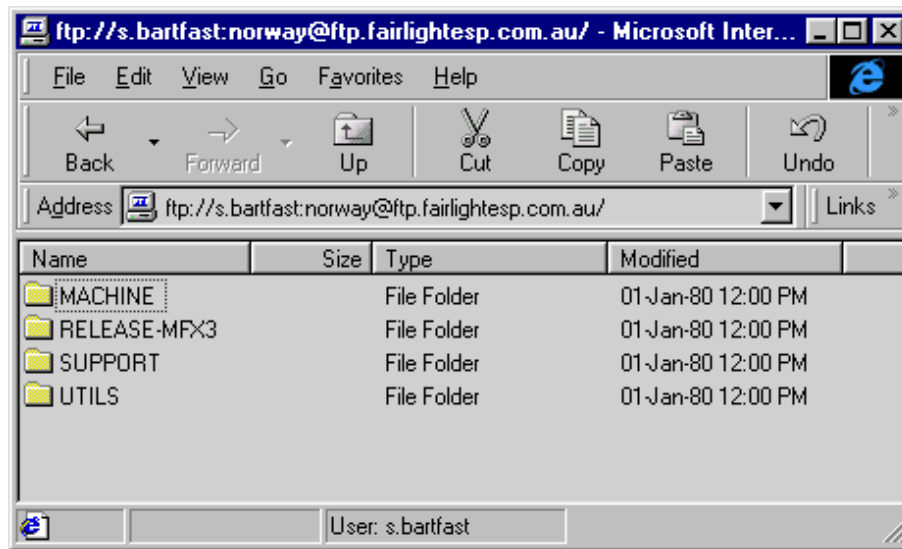 ftp://s.bartfast:norway@ftp.fairlightesp.com.au/ - Microsoft Inter...
File Edit View Go Favorites Help
Back Forward Up Cut Copy Paste Undo
Address ftp://s.bartfast:norway@ftp.fairlightesp.com.au/ Links
Name Size Type Modified
MACHINE File Folder 01-Jan-80 12:00 PM
RELEASE-MFX3 File Folder 01-Jan-80 12:00 PM
SUPPORT File Folder 01-Jan-80 12:00 PM
UTILS File Folder 01-Jan-80 12:00 PM
User: s.bartfast